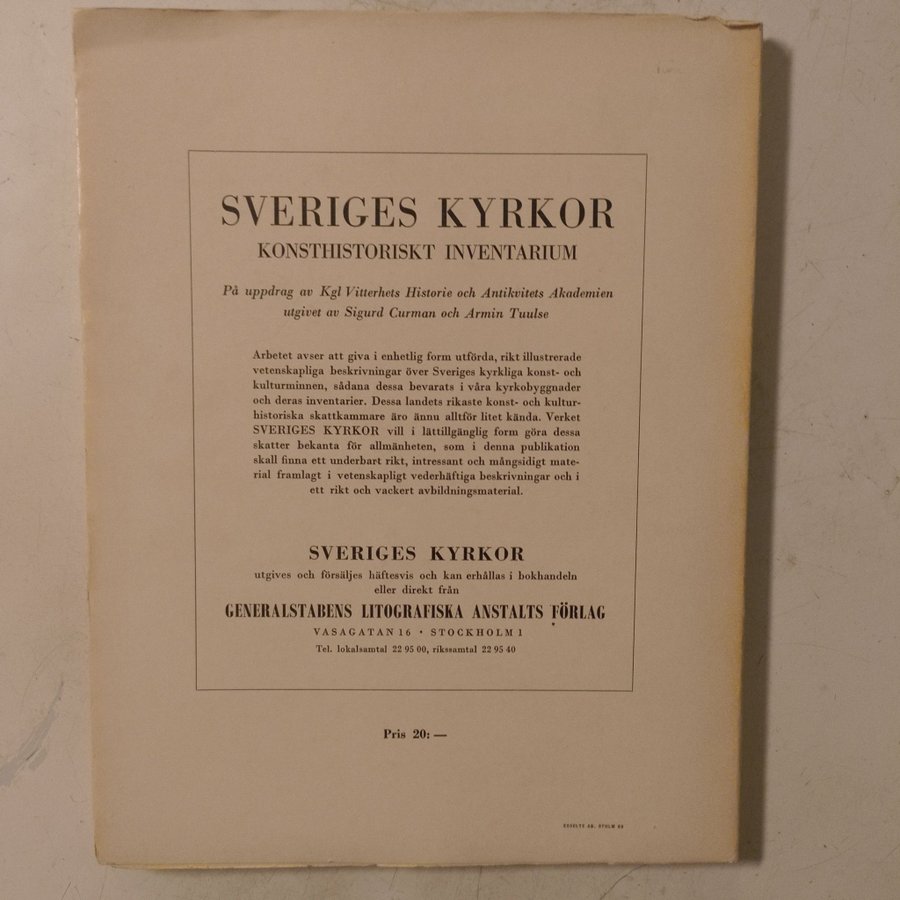 SVERIGES KYRKOR
KONSTHISTORISKT INVENTARIUM
På uppdrag av Kgl Vitterhets Historie och Antikvitets Akademien
utgivet av Sigurd Curman och Armin Tuulse
Arbetet avser att giva i enhetlig form utförda, rikt illustrerade
vetenskapliga beskrivningar över Sveriges kyrkliga konst- och
kulturminnen, sådana dessa bevarats i våra kyrkobyggnader
och deras inventarier. Dessa landets rikaste konst- och kultur-
historiska skattkammare äro ännu alltför litet kända. Verket
SVERIGES KYRKOR vill i lättillgänglig form göra dessa
skatter bekanta för allmänheten, som i denna publikation
skall finna ett underbart rikt, intressant och mångsidigt mate-
rial framlagt i vetenskapligt vederhäftiga beskrivningar och i
ett rikt och vackert avbildningsmaterial.
SVERIGES KYRKOR
utgives och försäljes häftesvis och kan erhållas i bokhandeln
eller direkt från
GENERALSTABENS LITOGRAFISKA ANSTALTS FÖRLAG
VASAGATAN 16 • STOCKHOLM 1
Tel. lokalsamtal 22 95 00, rikssamtal 22 95 40
Pris 20: —
ESSELTE AB. STHLM